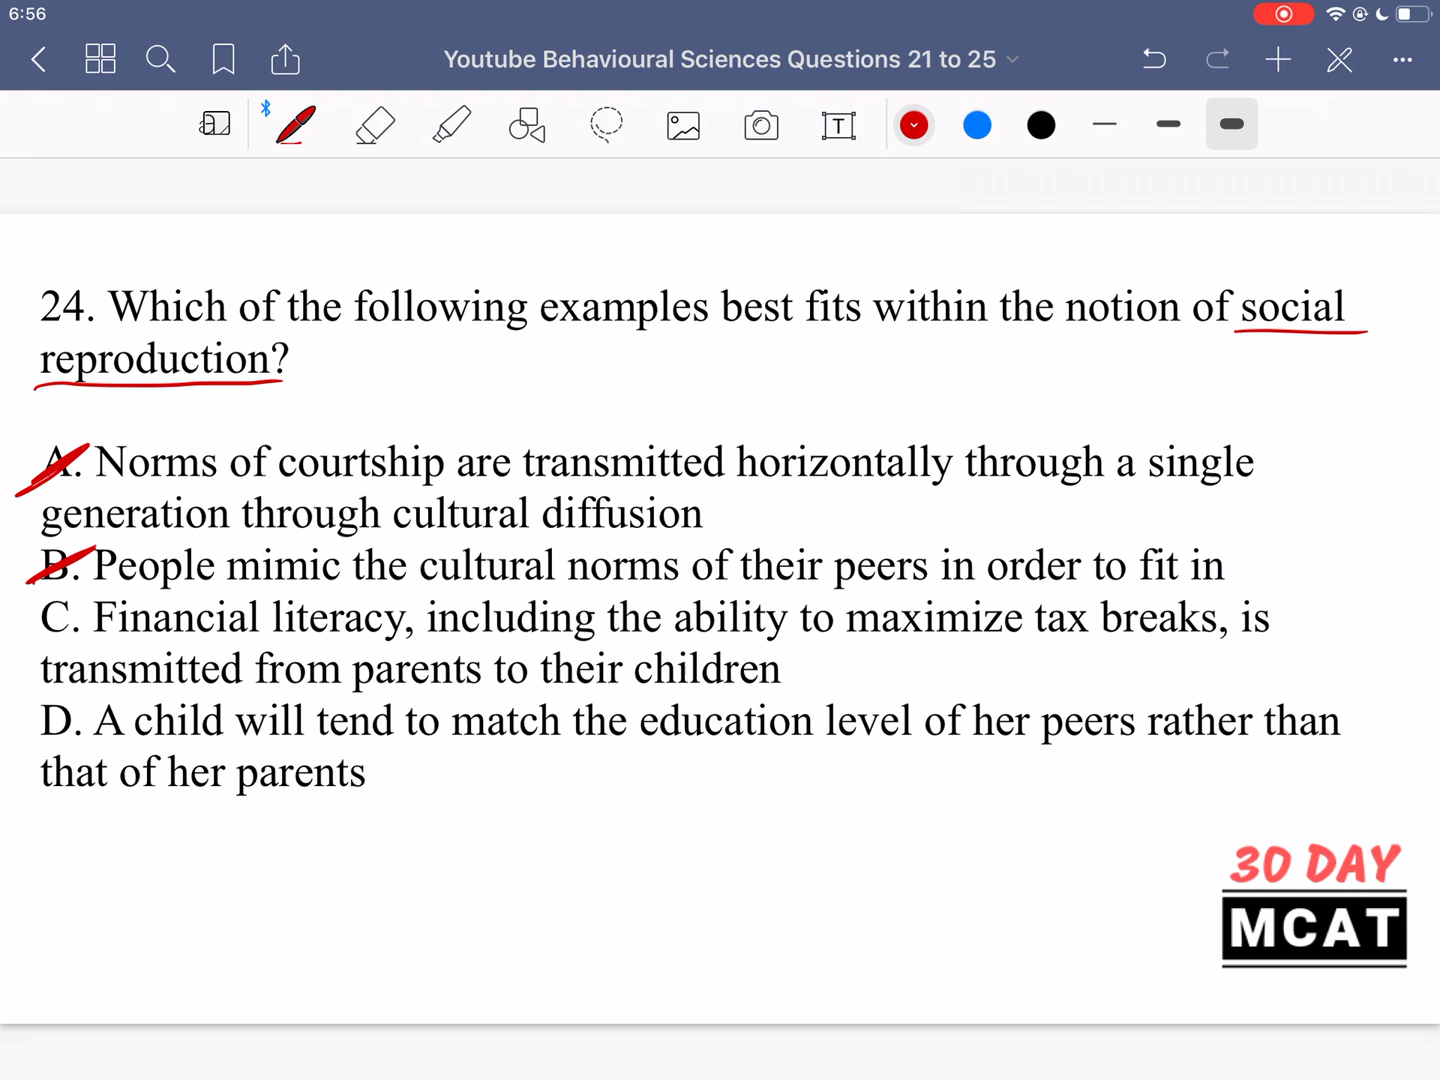 6:56
Youtube Behavioural Sciences Questions 21 to 25
T
24. Which of the following examples best fits within the notion of social
reproduction?
A. Norms of courtship are transmitted horizontally through a single
generation through cultural diffusion
B. People mimic the cultural norms of their peers in order to fit in
C. Financial literacy, including the ability to maximize tax breaks, is
transmitted from parents to their children
D. A child will tend to match the education level of her peers rather than
that of her parents
30 DAY
MCAT